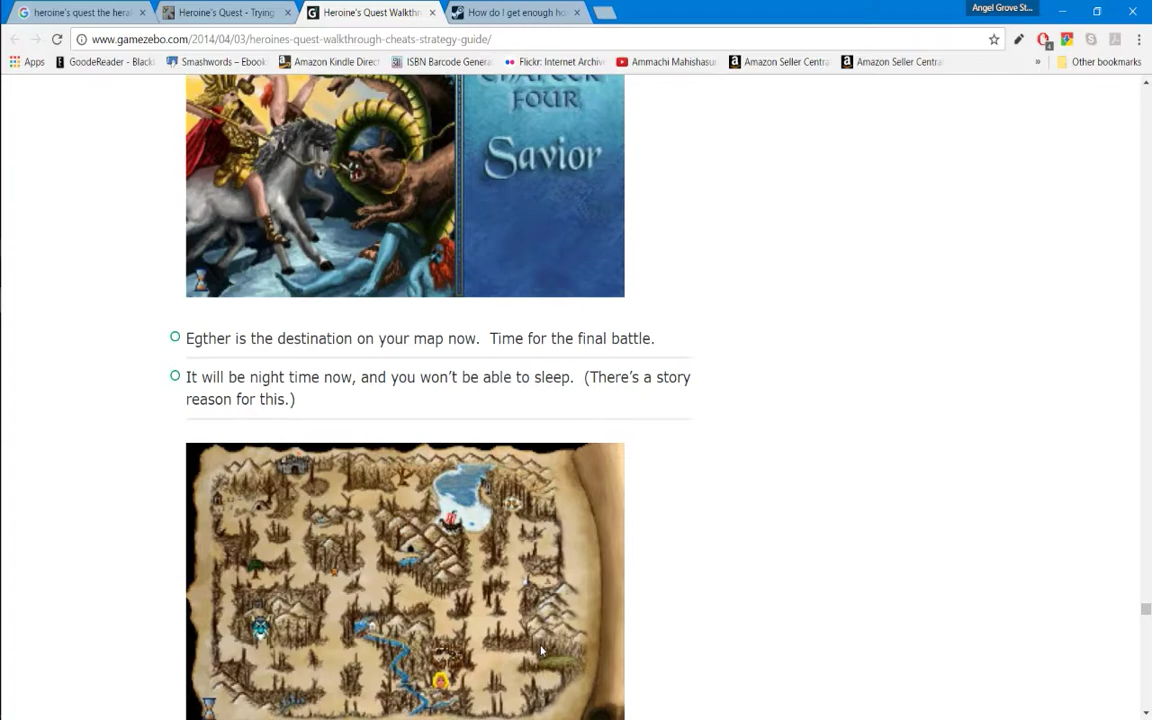 heroine's quest the hera
Heroine's Quest - Trying
Heroine's Quest Walkthr
How do I get enough ho
Angel Grove St...
www.gamezebo.com/2014/04/03/heroines-quest-walkthrough-cheats-strategy-guide/
Apps GoodeReader - Black Smashwords – Ebook Amazon Kindle Direct ISBN Barcode Genera Flickr: Internet Archiv Ammachi Mahishasu Amazon Seller Centra Amazon Seller Centra » Other bookmarks
CHAPTER
FOUR
Savior
Egther is the destination on your map now. Time for the final battle.
It will be night time now, and you won't be able to sleep. (There's a story
reason for this.)